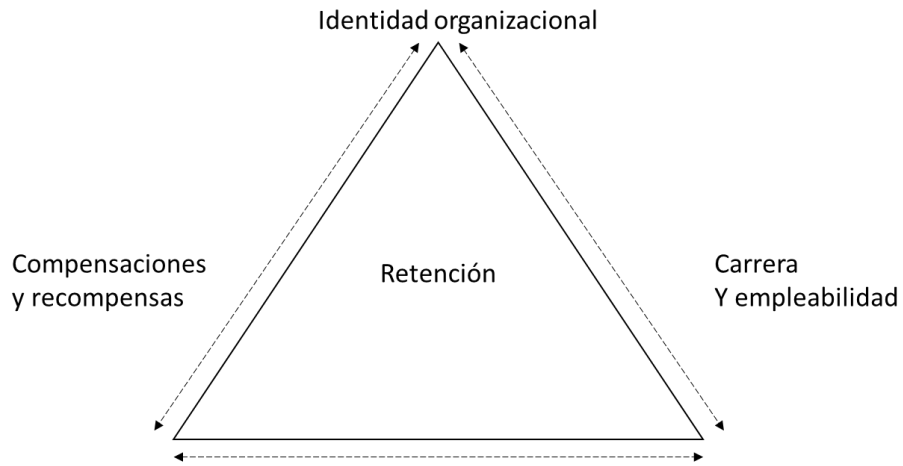 Identidad organizacional
Compensaciones
y recompensas
Retención
Carrera
Y empleabilidad